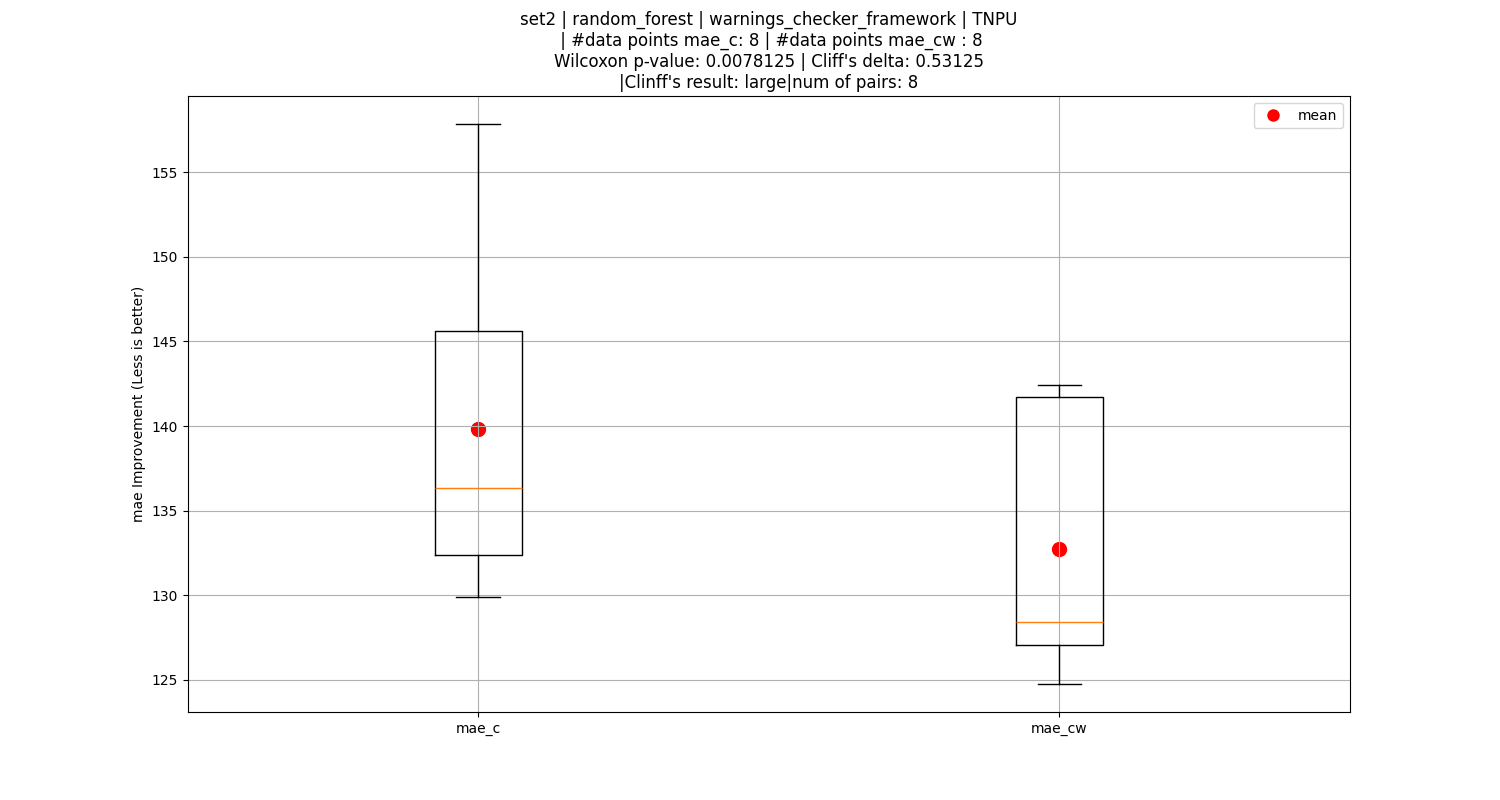 set2 | random_forest | warnings_checker_framework | TNPU
| #data points mae_c: 8 | #data points mae_cw : 8
Wilcoxon p-value: 0.0078125 | Cliff's delta: 0.53125
|Clinff's result: large|num of pairs: 8
mean
155
150
145
140
135
130
125
mae Improvement (Less is better)
mae_c
mae_cw